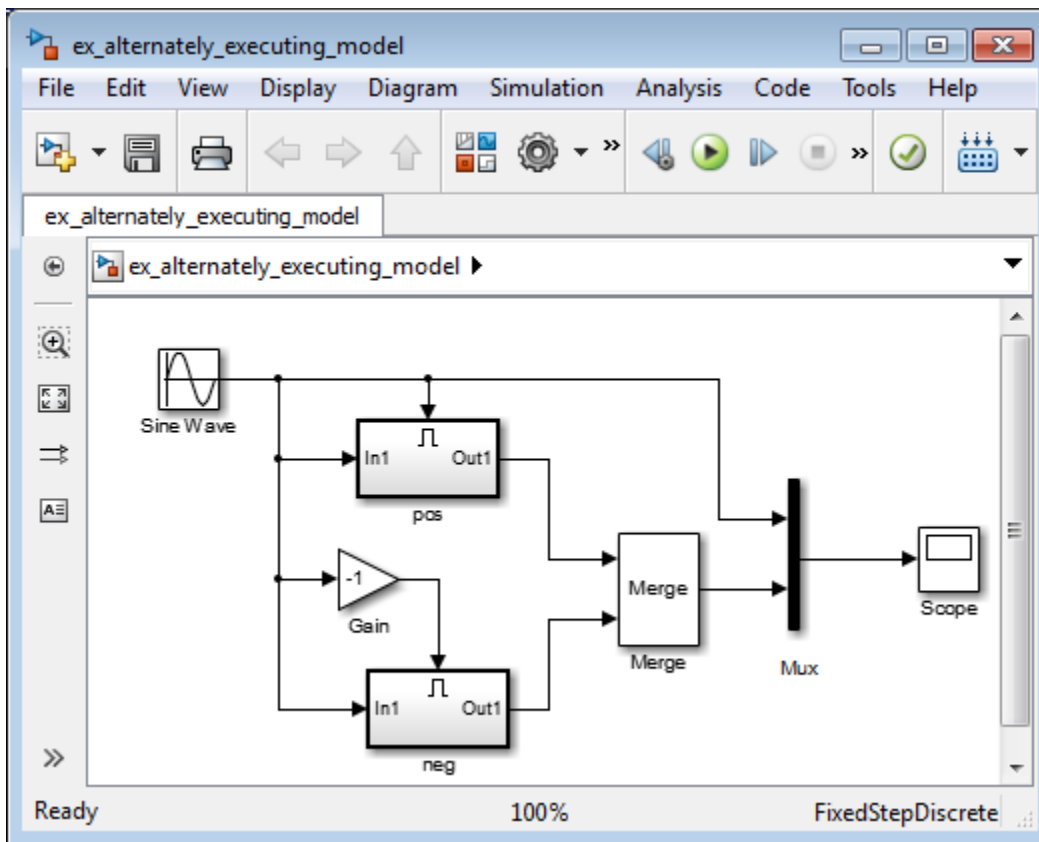 ex_alternately_executing_model
File Edit View Display Diagram Simulation Analysis Code Tools Help
ex_alternately_executing_model
ex_alternately_executing_model
Sine Wave
In1 Out1
pos
-1
Gain
Merge
Merge
Mux
Scope
In1 Out1
neg
Ready 100% FixedStepDiscrete